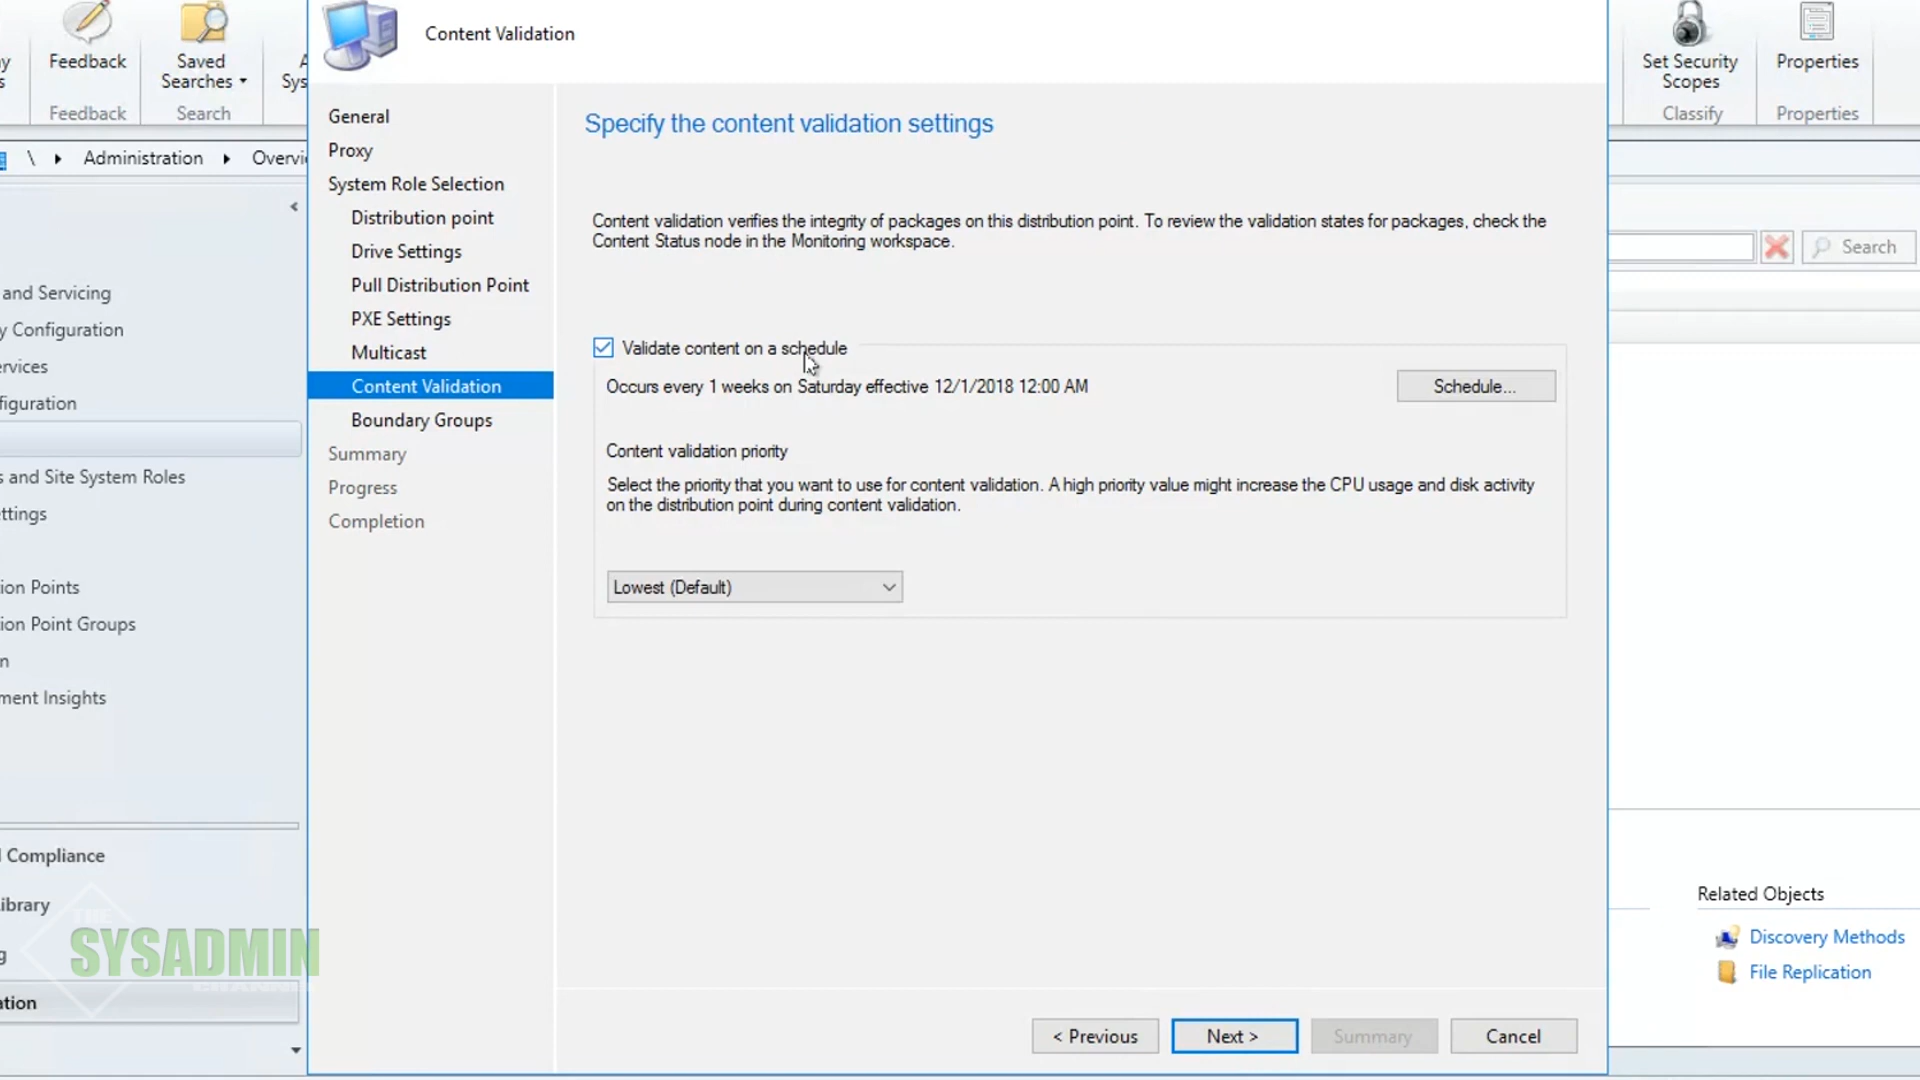 Content Validation
Feedback
Feedback
Saved
Searches
Search
Set Security
Scopes
Classify
Properties
Properties
\ Administration
General
Proxy
System Role Selection
Distribution point
Drive Settings
Pull Distribution Point
PXE Settings
Multicast
Content Validation
Boundary Groups
Summary
Progress
Completion
Specify the content validation settings
Content validation verifies the integrity of packages on this distribution point. To review the validation states for packages, check the
Content Status node in the Monitoring workspace.
Validate content on a schedule
Occurs every 1 weeks on Saturday effective 12/1/2018 12:00 AM
Schedule...
Content validation priority
Select the priority that you want to use for content validation. A high priority value might increase the CPU usage and disk activity
on the distribution point during content validation.
Lowest (Default)
< Previous
Next >
Summary
Cancel
Search
and Servicing
Configuration
and Site System Roles
Points
Point Groups
Insights
Compliance
THE
SYSADMIN
CHANNEL
Related Objects
Discovery Methods
File Replication